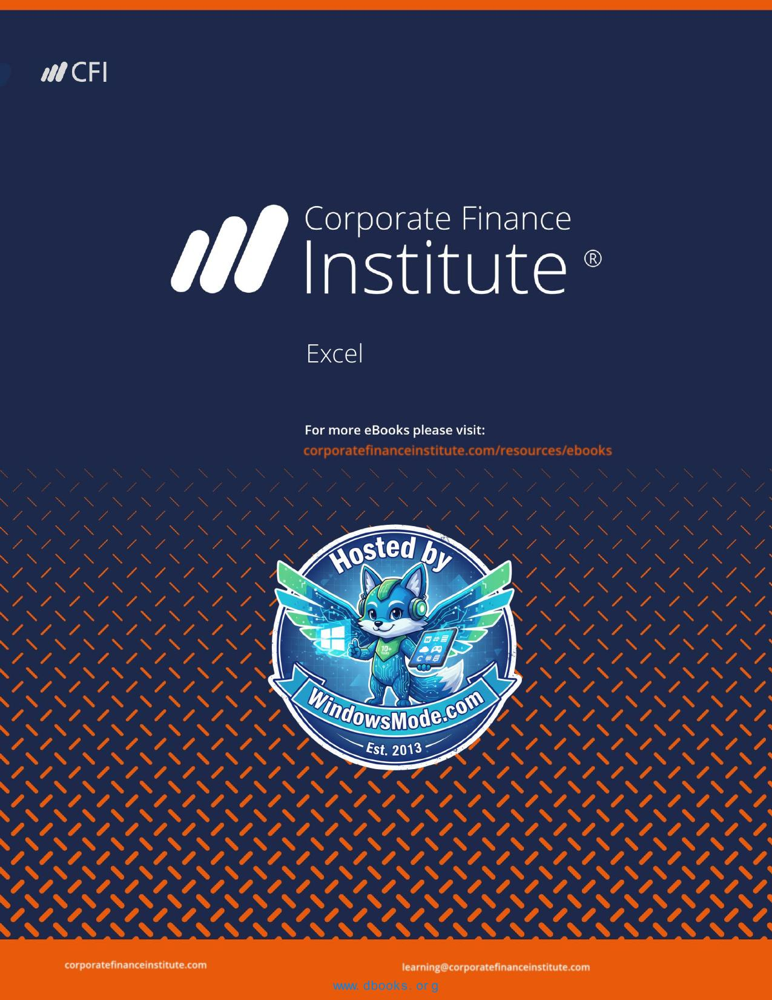 CFI
Corporate Finance
Institute ®
Excel
For more eBooks please visit:
corporatefinanceinstitute.com/resources/ebooks
Hosted by
10+
YEARS
W
C
WindowsMode.com
Est. 2013
corporatefinanceinstitute.com
learning@corporatefinanceinstitute.com
www.dbooks.org